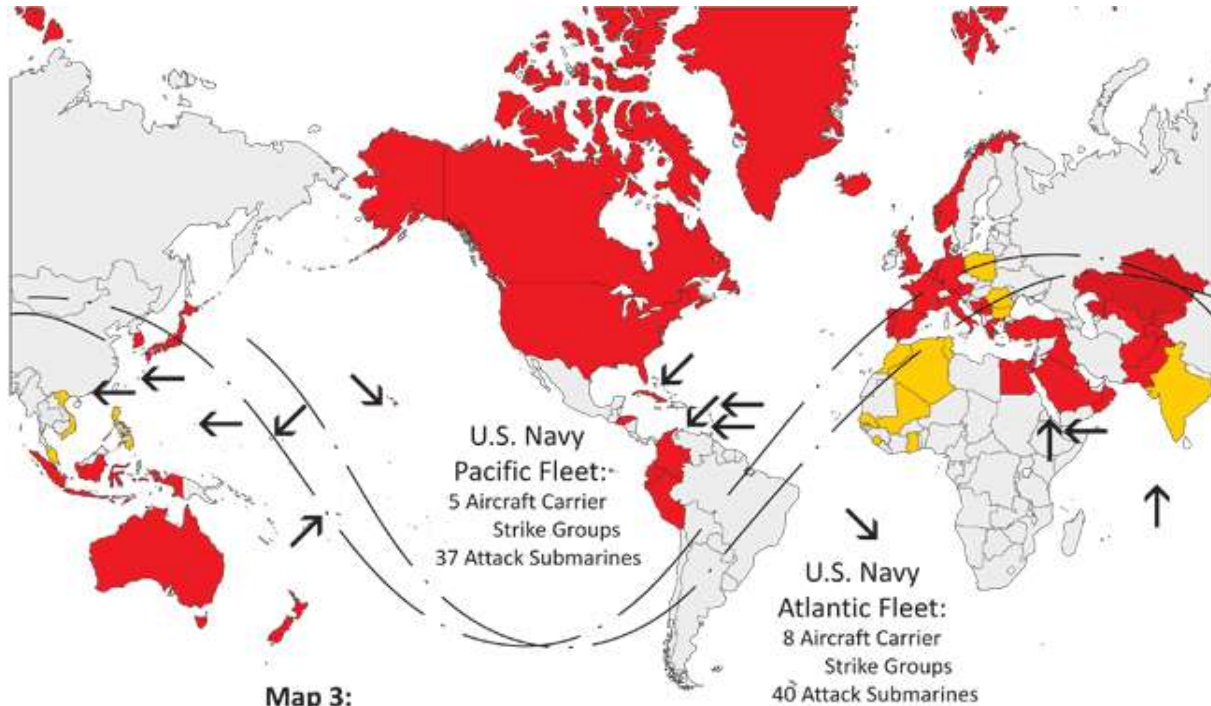 U.S. Navy
Pacific Fleet:
5 Aircraft Carrier
Strike Groups
37 Attack Submarines
U.S. Navy
Atlantic Fleet:
8 Aircraft Carrier
Strike Groups
40 Attack Submarines
Map 3: